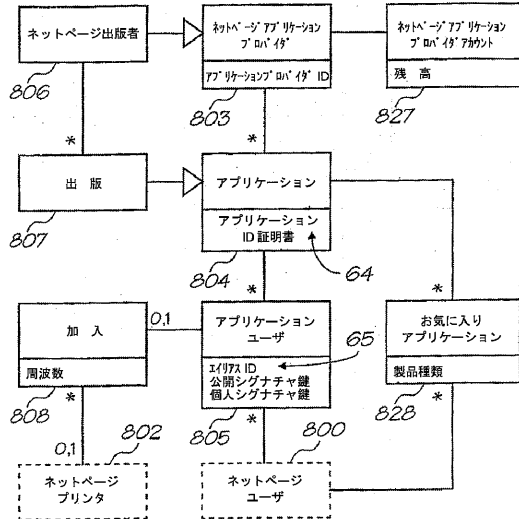 ネットページ出版者
806
ネットページアプリケーション
プロバイダ
アプリケーションプロバイダ ID
803
ネットページアプリケーション
プロバイダアカウント
残 高
827
*
*
出 版
807
アプリケーション
アプリケーション
ID 証明書
804
64
*
*
加 入
周波数
808
0,1
アプリケーション
ユーザ
エイリアス ID
公開シグナチャ鍵
個人シグナチャ鍵
805
65
お気に入り
アプリケーション
製品種類
828
*
*
*
0,1
802
800
ネットページ
プリンタ
ネットページ
ユーザ